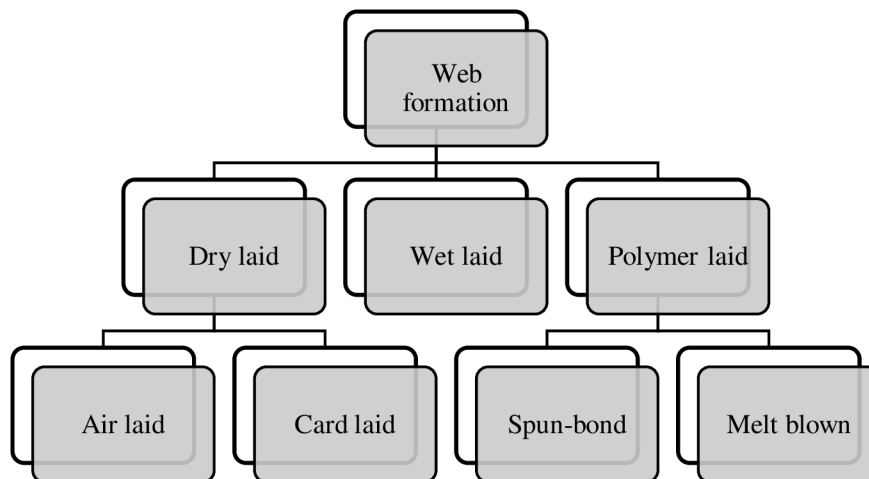 Web
formation
Dry laid
Wet laid
Polymer laid
Air laid
Card laid
Spun-bond
Melt blown